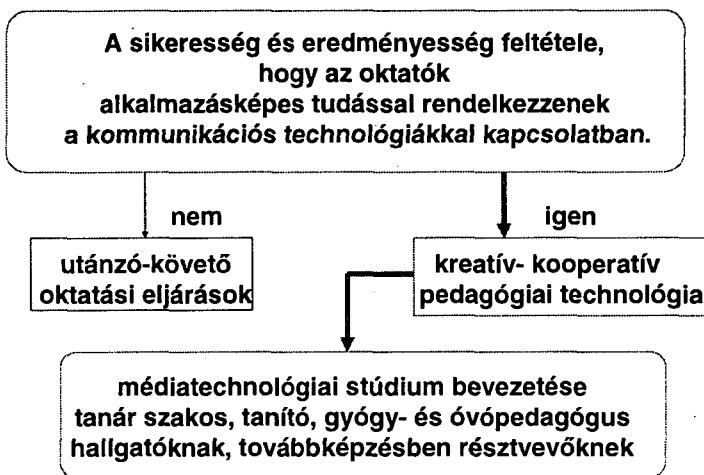 A sikeresség és eredményesség feltétele,
hogy az oktatók
alkalmazásképes tudással rendelkezzenek
a kommunikációs technológiákkal kapcsolatban.
nem
igen
utánzó-követő
oktatási eljárások
kreatív- kooperatív
pedagógiai technológia
médiatechnológiai stúdium bevezetése
tanár szakos, tanító, gyógy- és óvópedagógus
hallgatóknak, továbbképzésben résztvevőknek